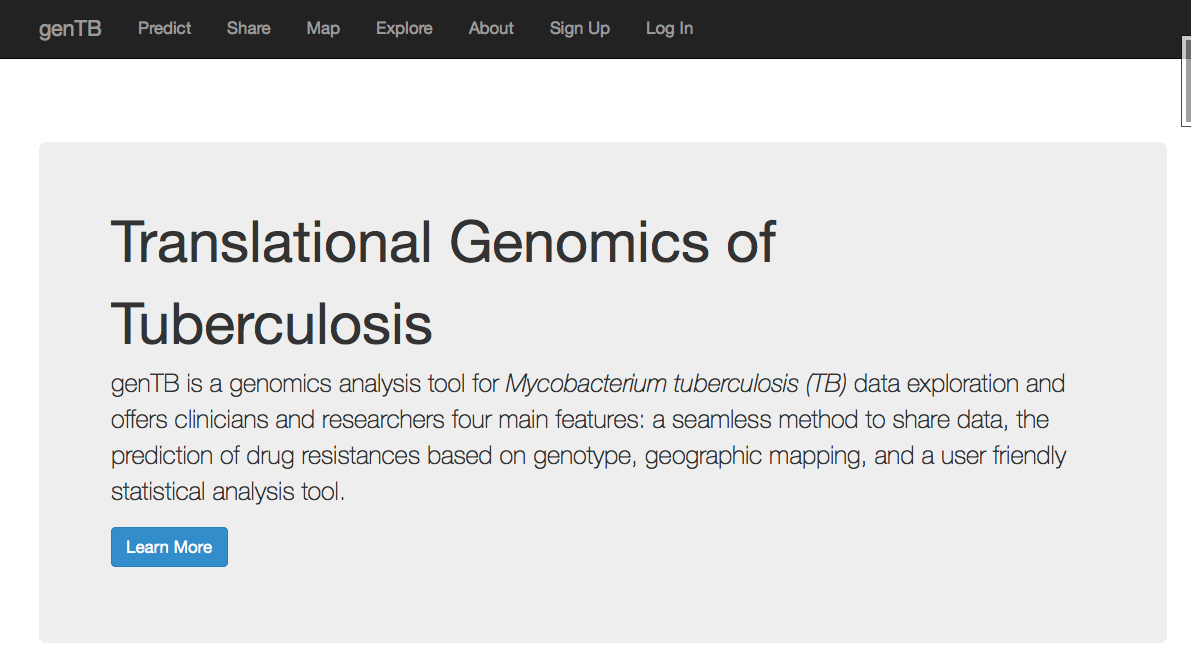 genTB Predict Share Map Explore About Sign Up Log In
Translational Genomics of
Tuberculosis
genTB is a genomics analysis tool for Mycobacterium tuberculosis (TB) data exploration and
offers clinicians and researchers four main features: a seamless method to share data, the
prediction of drug resistances based on genotype, geographic mapping, and a user friendly
statistical analysis tool.
Learn More